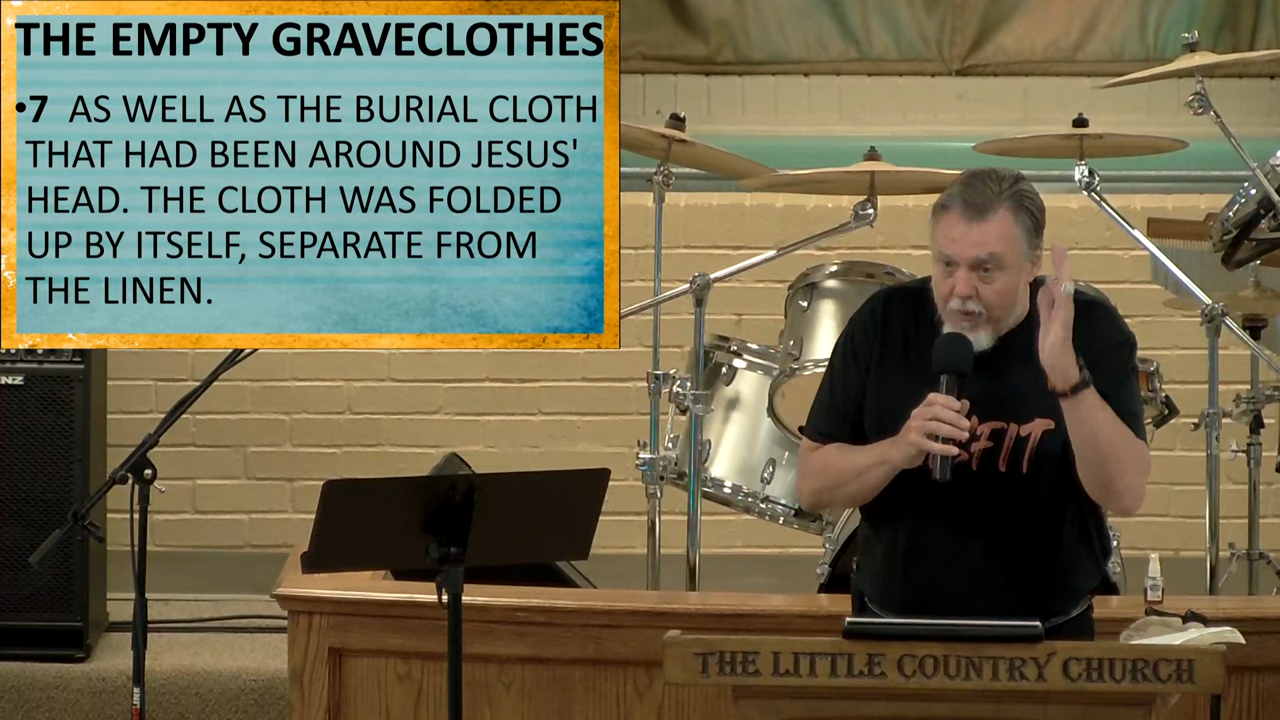 THE EMPTY GRAVECLOTHES
•7 AS WELL AS THE BURIAL CLOTH
THAT HAD BEEN AROUND JESUS'
HEAD. THE CLOTH WAS FOLDED
UP BY ITSELF, SEPARATE FROM
THE LINEN.
THE LITTLE COUNTRY CHURCH